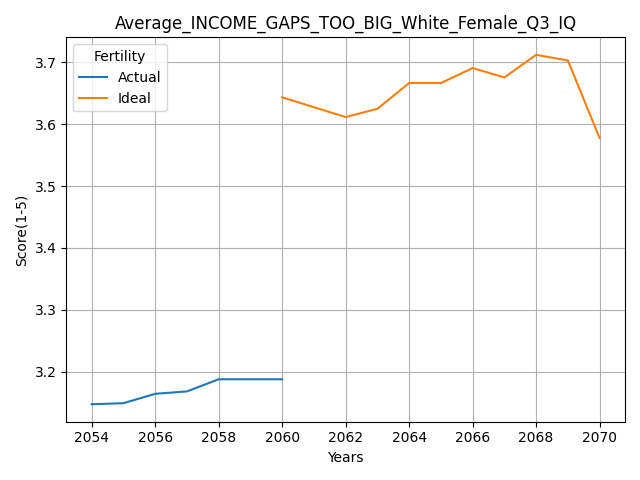 Average_INCOME_GAPS_TOO_BIG_White_Female_Q3_IQ
Fertility
Actual
Ideal
Score(1-5)
3.7
3.6
3.5
3.4
3.3
3.2
2054 2056 2058 2060 2062 2064 2066 2068 2070
Years